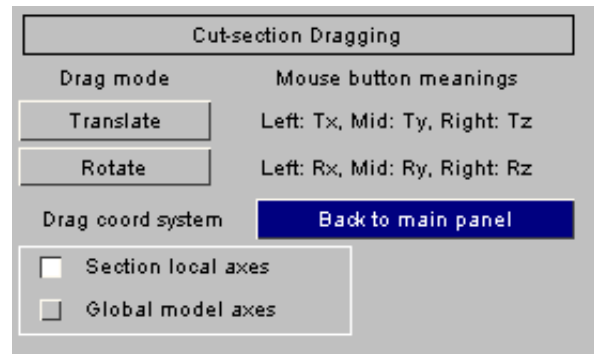 Cut-section Dragging
Drag mode Mouse button meanings
Translate Left: Tx, Mid: Ty, Right: Tz
Rotate Left: Rx, Mid: Ry, Right: Rz
Drag coord system Back to main panel
Section local axes
Global model axes